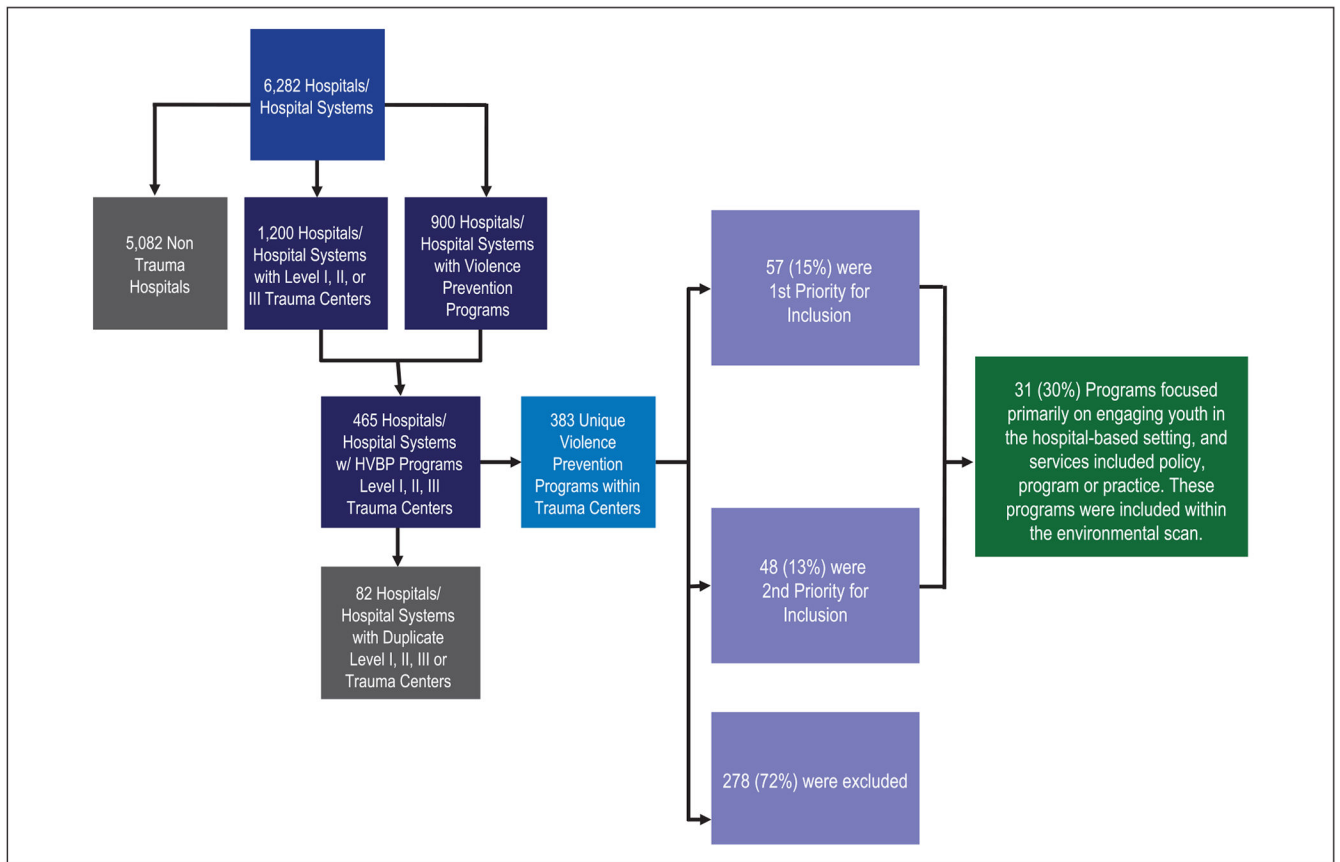 6,282 Hospitals/
Hospital Systems
5,082 Non
Trauma
Hospitals
1,200 Hospitals/
Hospital Systems
with Level I, II, or
III Trauma Centers
900 Hospitals/
Hospital Systems
with Violence
Prevention
Programs
465 Hospitals/
Hospital Systems
w/ HVBP Programs
Level I, II, III
Trauma Centers
383 Unique
Violence
Prevention
Programs within
Trauma Centers
82 Hospitals/
Hospital Systems
with Duplicate
Level I, II, III or
Trauma Centers
57 (15%) were
1st Priority for
Inclusion
48 (13%) were
2nd Priority for
Inclusion
278 (72%) were excluded
31 (30%) Programs focused
primarily on engaging youth in
the hospital-based setting, and
services included policy,
program or practice. These
programs were included within
the environmental scan.